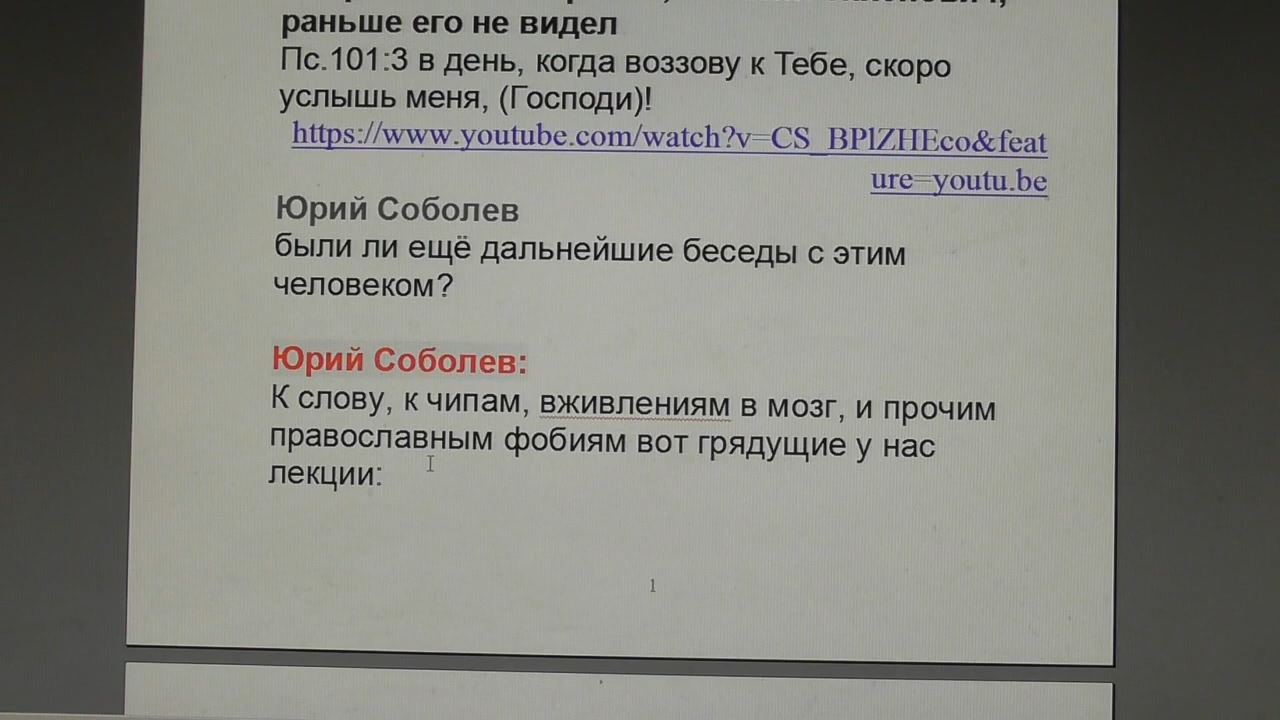 раньше его не видел
Пс.101:3 в день, когда воззову к Тебе, скоро
услышь меня, (Господи)!
https://www.youtube.com/watch?v=CS_BPlZHEco&feat
ure=youtu.be
Юрий Соболев
были ли ещё дальнейшие беседы с этим
человеком?
Юрий Соболев:
К слову, к чипам, вживлениям в мозг, и прочим
православным фобиям вот грядущие у нас
лекции:
1